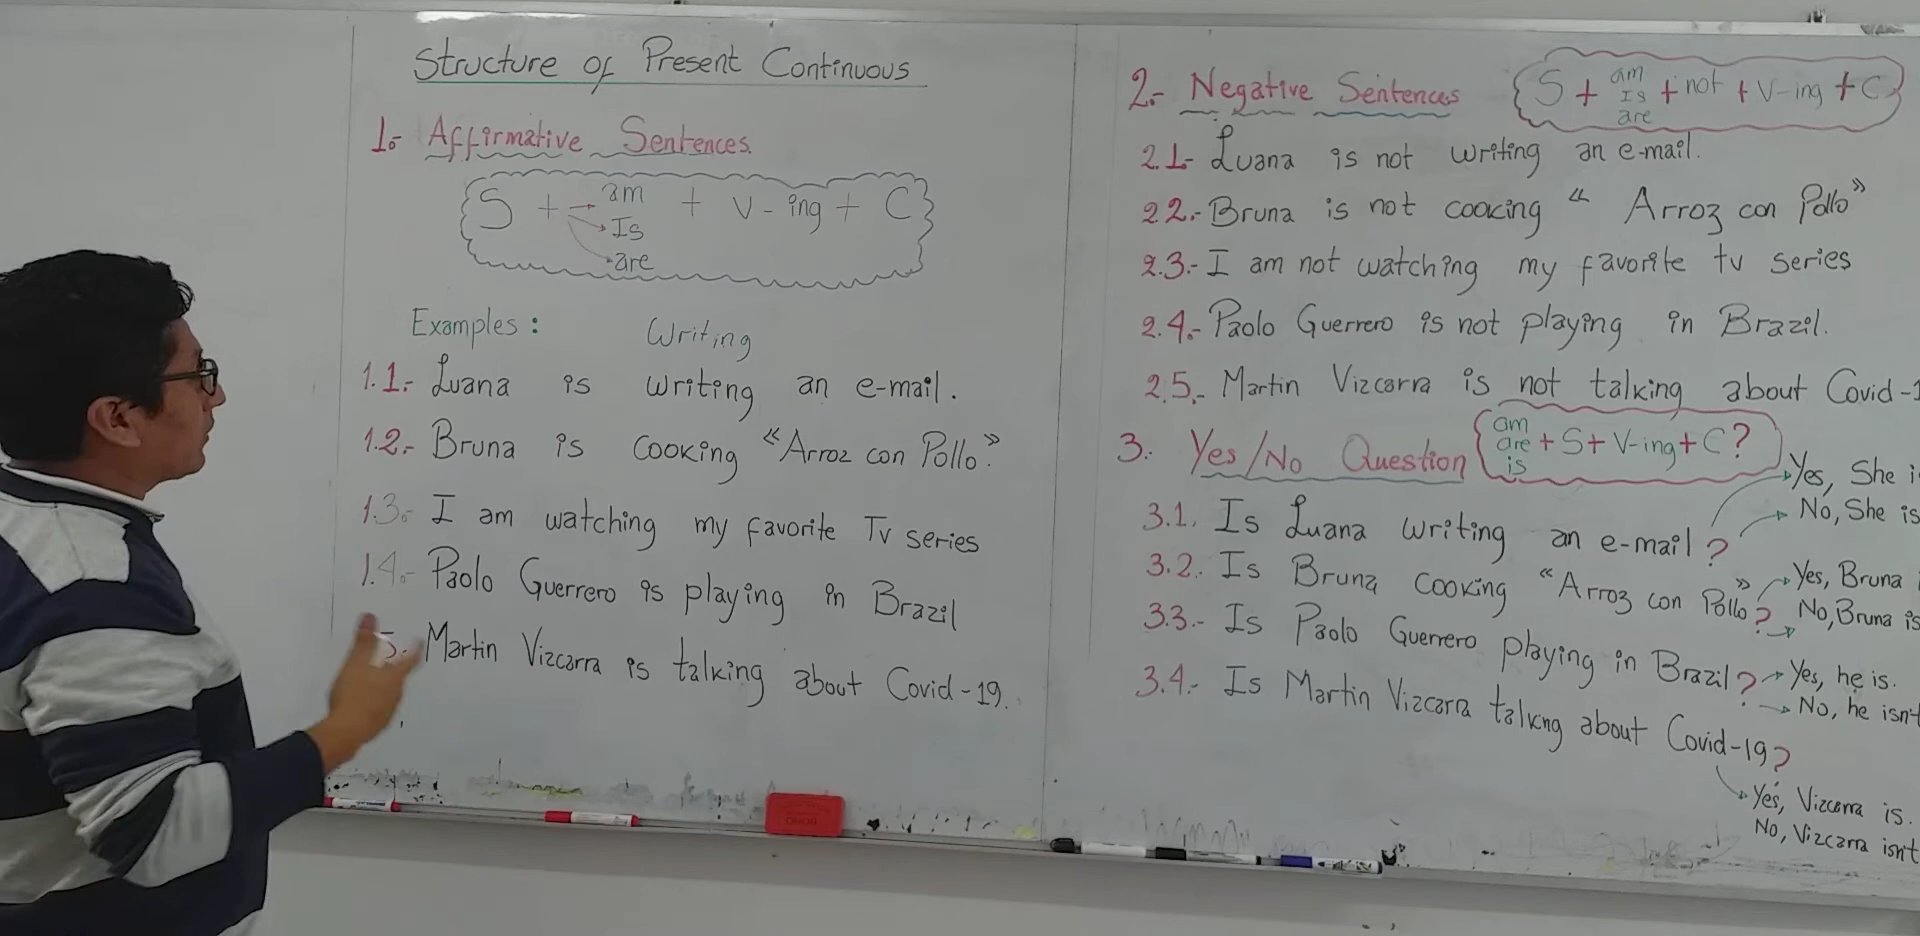 Structure of Present Continuous
1.- Affirmative Sentences.
S + am + V-ing + C
Is
are
Examples:
Writing
1.1.- Luana is writing an e-mail.
1.2.- Bruna is cooking "Arroz con Pollo".
1.3.- I am watching my favorite Tv series
1.4.- Paolo Guerrero is playing in Brazil
5.- Martin Vizcarra is talking about Covid-19.
2.- Negative Sentences
S + am + not + V-ing + C
Is
are
2.1- Luana is not writing an e-mail.
2.2.- Bruna is not cooking "Arroz con Pollo"
2.3.- I am not watching my favorite tv series
2.4.- Paolo Guerrero is not playing in Brazil.
2.5.- Martin Vizcarra is not talking about Covid-1
3. Yes/No Question
am
are + S + V-ing + C?
is
3.1. Is Luana writing an e-mail?
Yes, She i
No, She is
3.2. Is Bruna cooking "Arroz con Pollo"?
Yes, Bruna
No, Bruna is
3.3.- Is Paolo Guerrero playing in Brazil?
Yes, he is.
No, he isn't
3.4.- Is Martin Vizcarra talkng about Covid-19?
Yes, Vizcarra is.
No, Vizcarra isn't